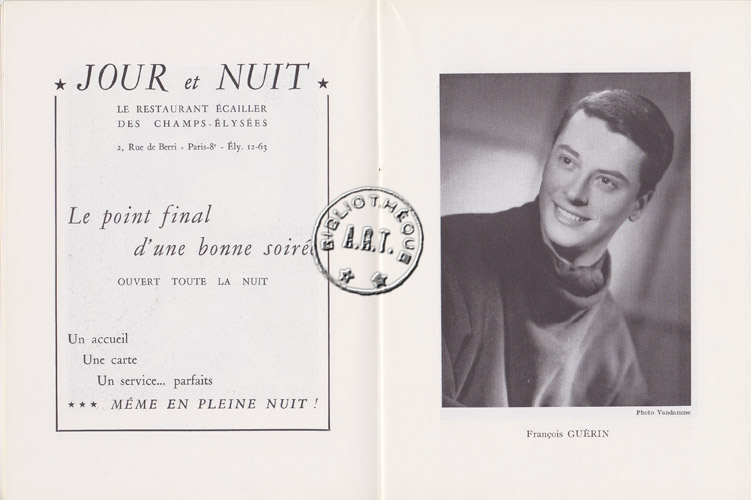 ★ JOUR et NUIT ★
LE RESTAURANT ÉCAILLER
DES CHAMPS-ÉLYSÉES
2, Rue de Berri - Paris-8e - Ély. 12-63
Le point final
d'une bonne soirée
OUVERT TOUTE LA NUIT
Un accueil
Une carte
Un service... parfaits
★★★ MÊME EN PLEINE NUIT !
BIBLIOTHÈQUE
A.R.T.
Photo Vandamme
François GUÉRIN